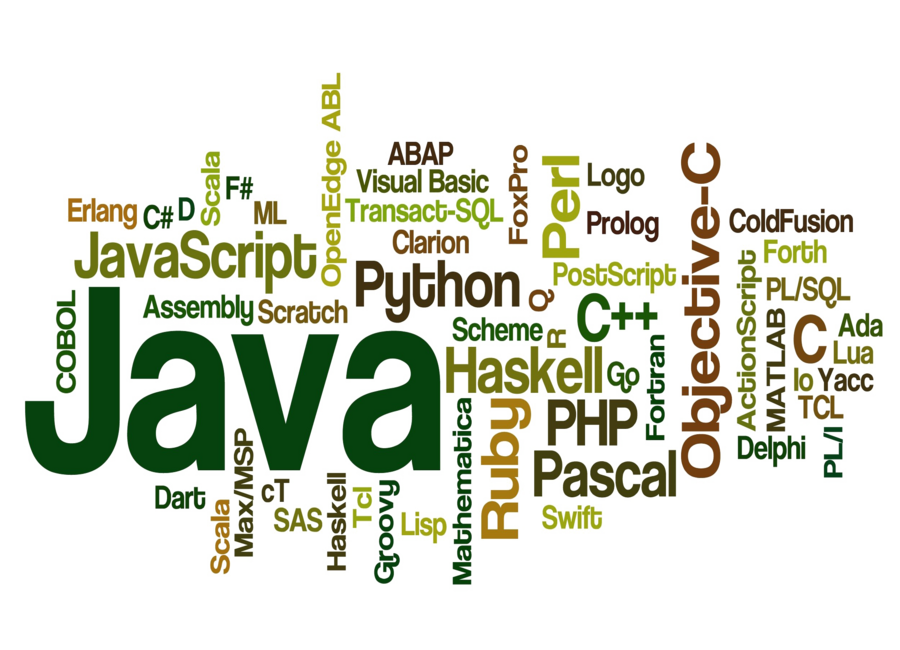 OpenEdge ABL
ABAP
Visual Basic
Transact-SQL
Clarion
FoxPro
Perl
Logo
Prolog
Objective-C
ColdFusion
Forth
PL/SQL
Erlang
C#
D
Scala
F#
ML
JavaScript
Python
Q
PostScript
C++
ActionScript
MATLAB
C
Ada
Lua
Io
Yacc
TCL
PL/I
Delphi
COBOL
Assembly
Scratch
Java
Scheme
R
Haskell
Go
Fortran
PHP
Pascal
Ruby
Mathematica
Swift
Dart
Scala
Max/MSP
cT
SAS
Haskell
Tcl
Groovy
Lisp